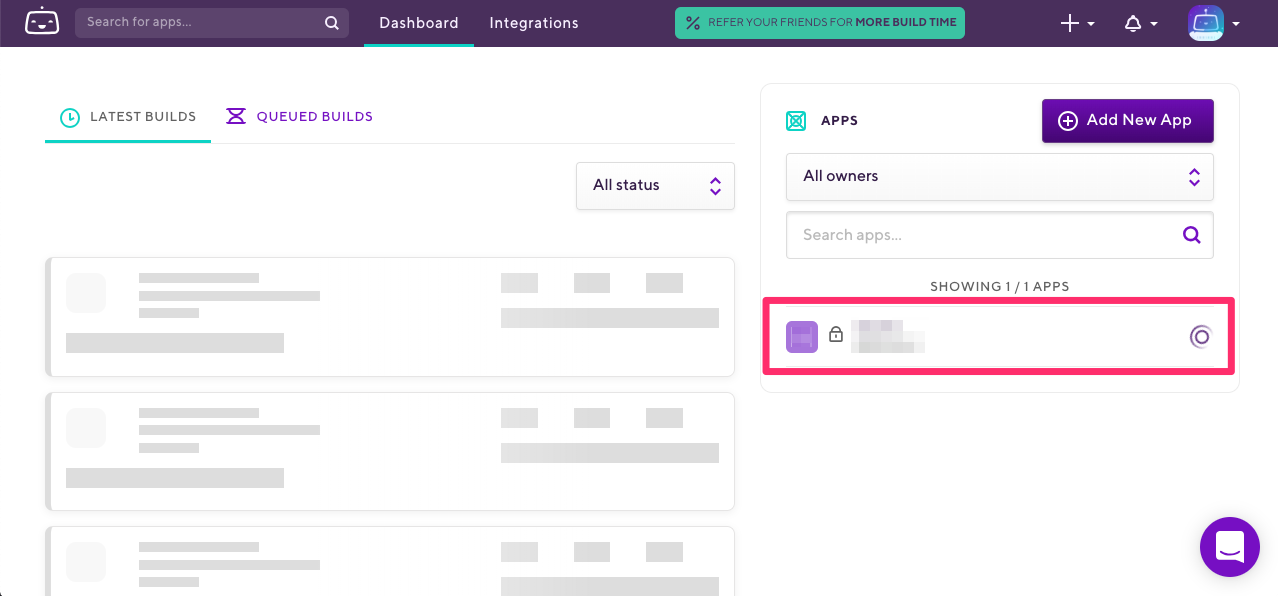 Search for apps...
Dashboard
Integrations
REFER YOUR FRIENDS FOR MORE BUILD TIME
LATEST BUILDS
QUEUED BUILDS
All status
APPS
Add New App
All owners
Search apps...
SHOWING 1 / 1 APPS